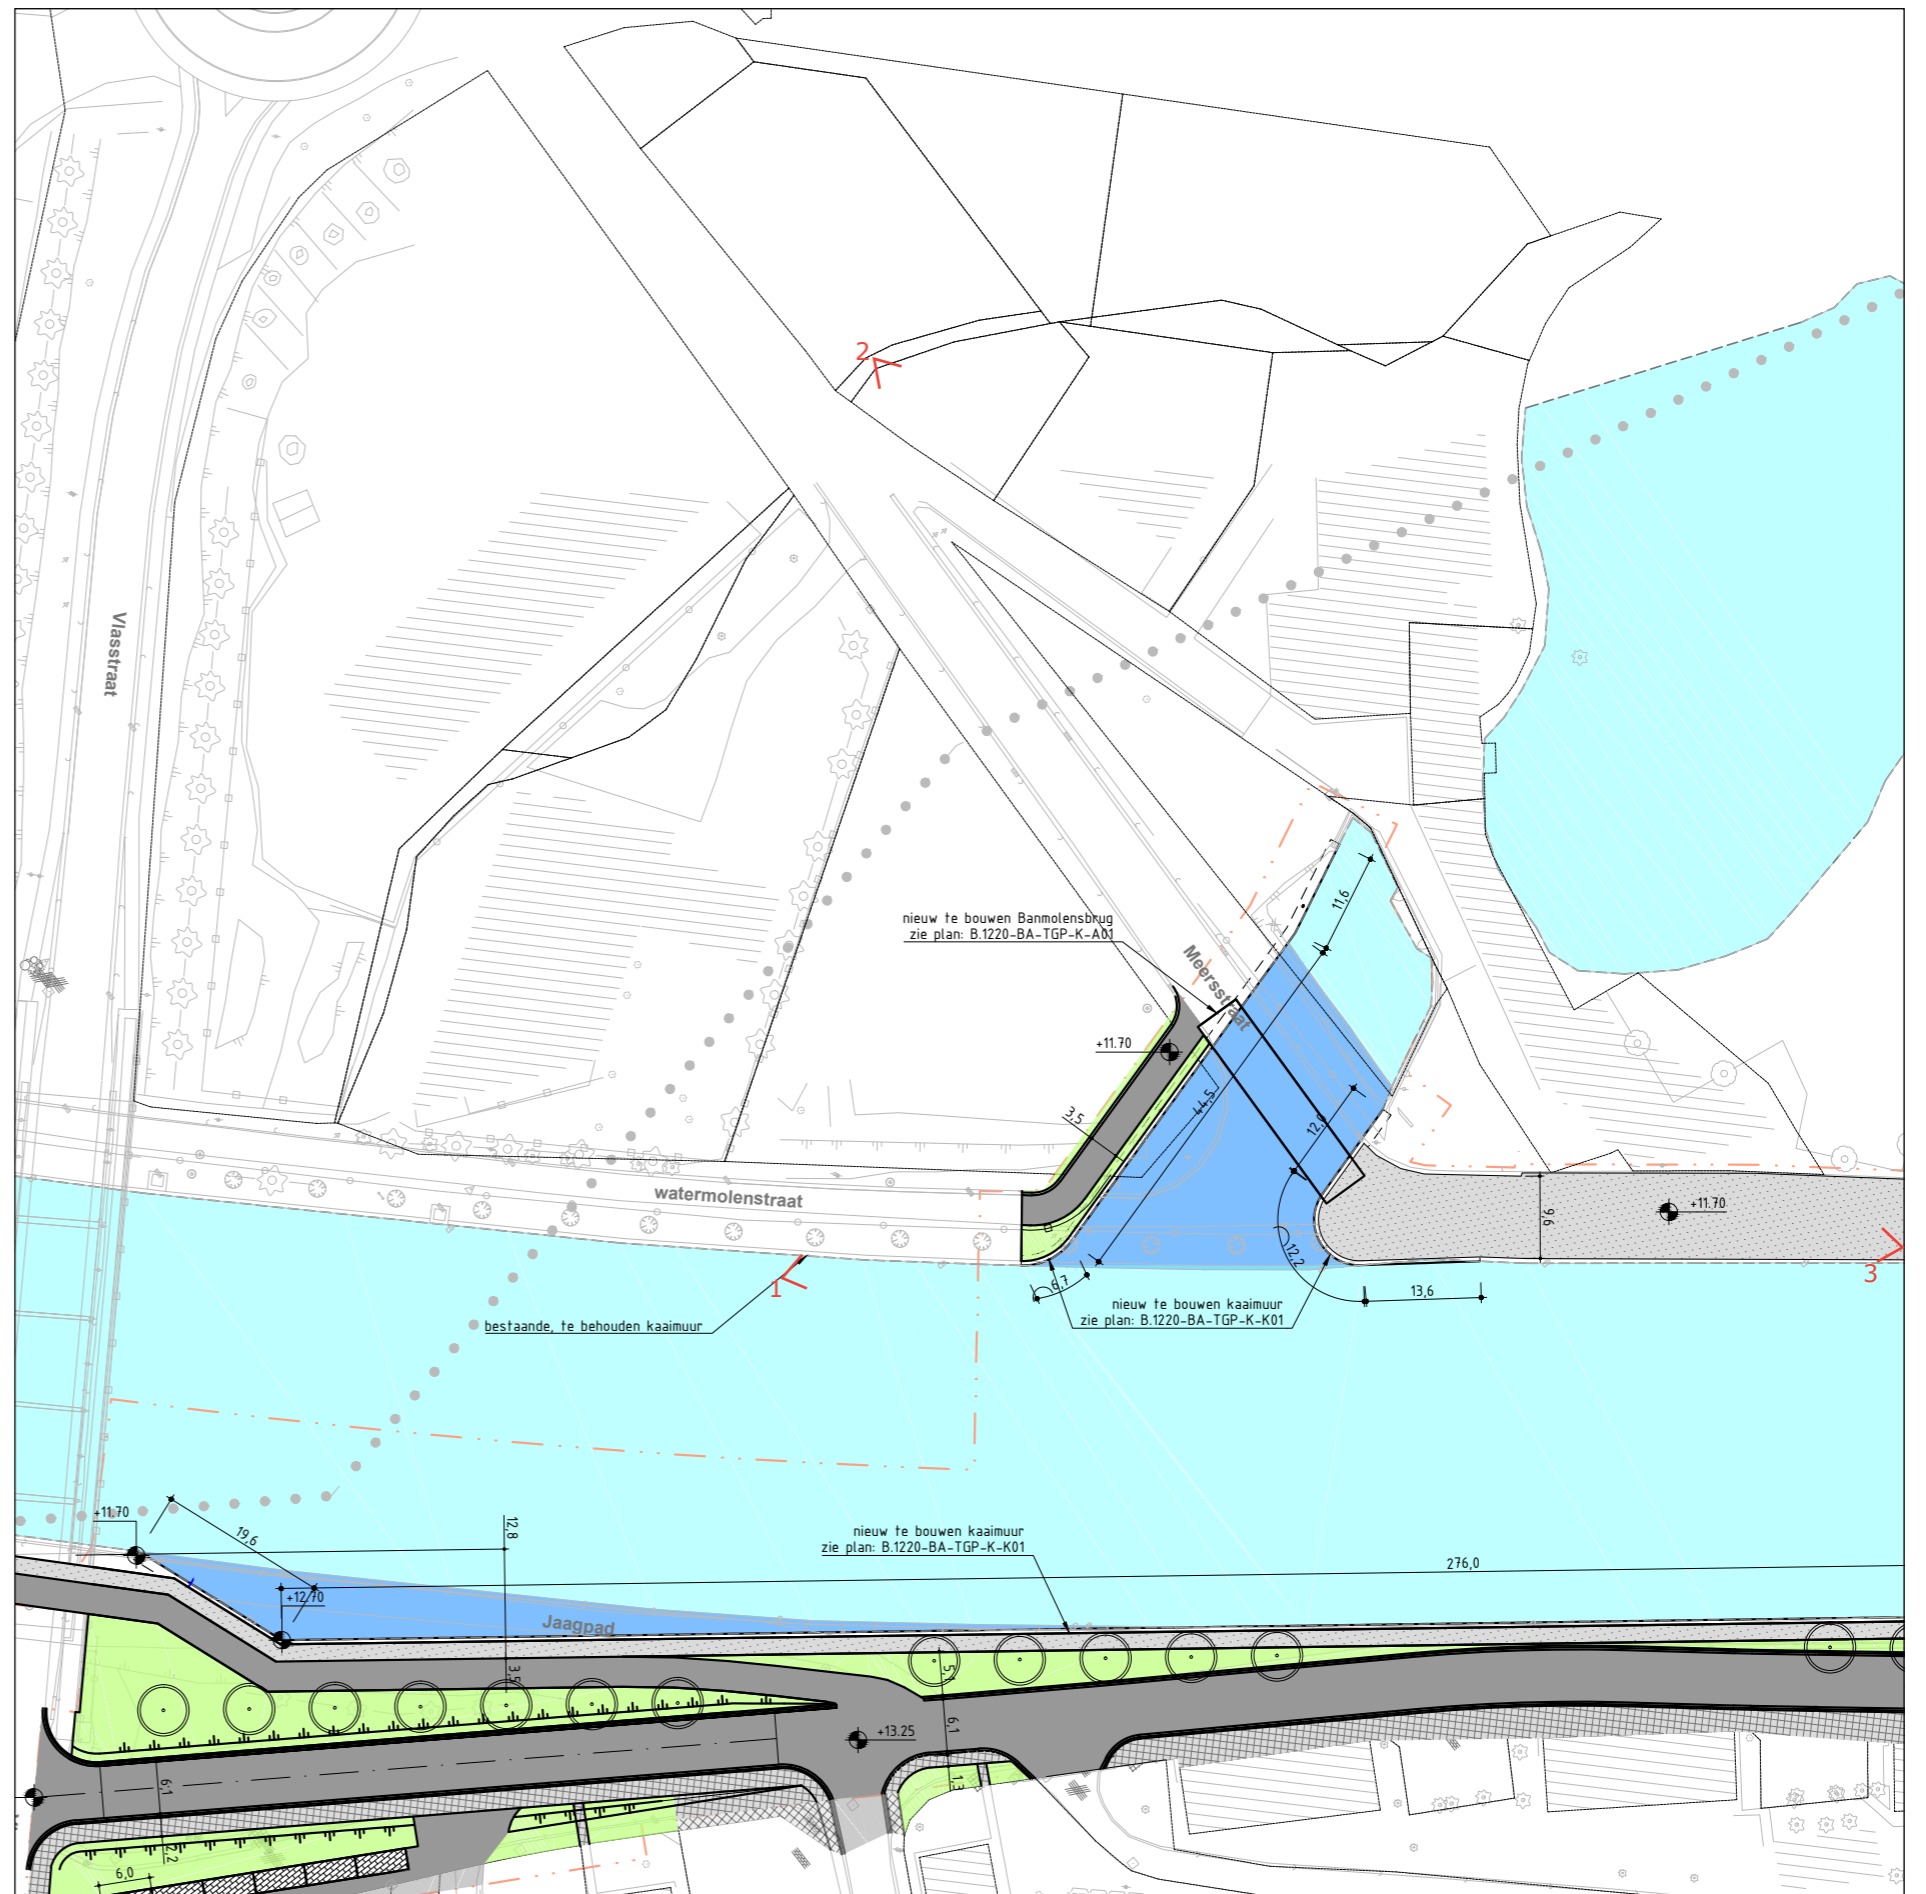 2
Vlasstraat
11,6
nieuw te bouwen Banmolensbrug
zie plan: B.1220-BA-TGP-K-A01
Meersstraat
+11.70
44,5
3,5
12,9
watermolenstraat
+11.70
9,6
12,2
1
6,7
13,6
3
nieuw te bouwen kaaimuur
zie plan: B.1220-BA-TGP-K-K01
bestaande, te behouden kaaimuur
+11.70
19,6
12,8
nieuw te bouwen kaaimuur
zie plan: B.1220-BA-TGP-K-K01
276,0
+12.70
Jaagpad
3,5
6,1
+13.25
6,1
1,3
2,2
6,0